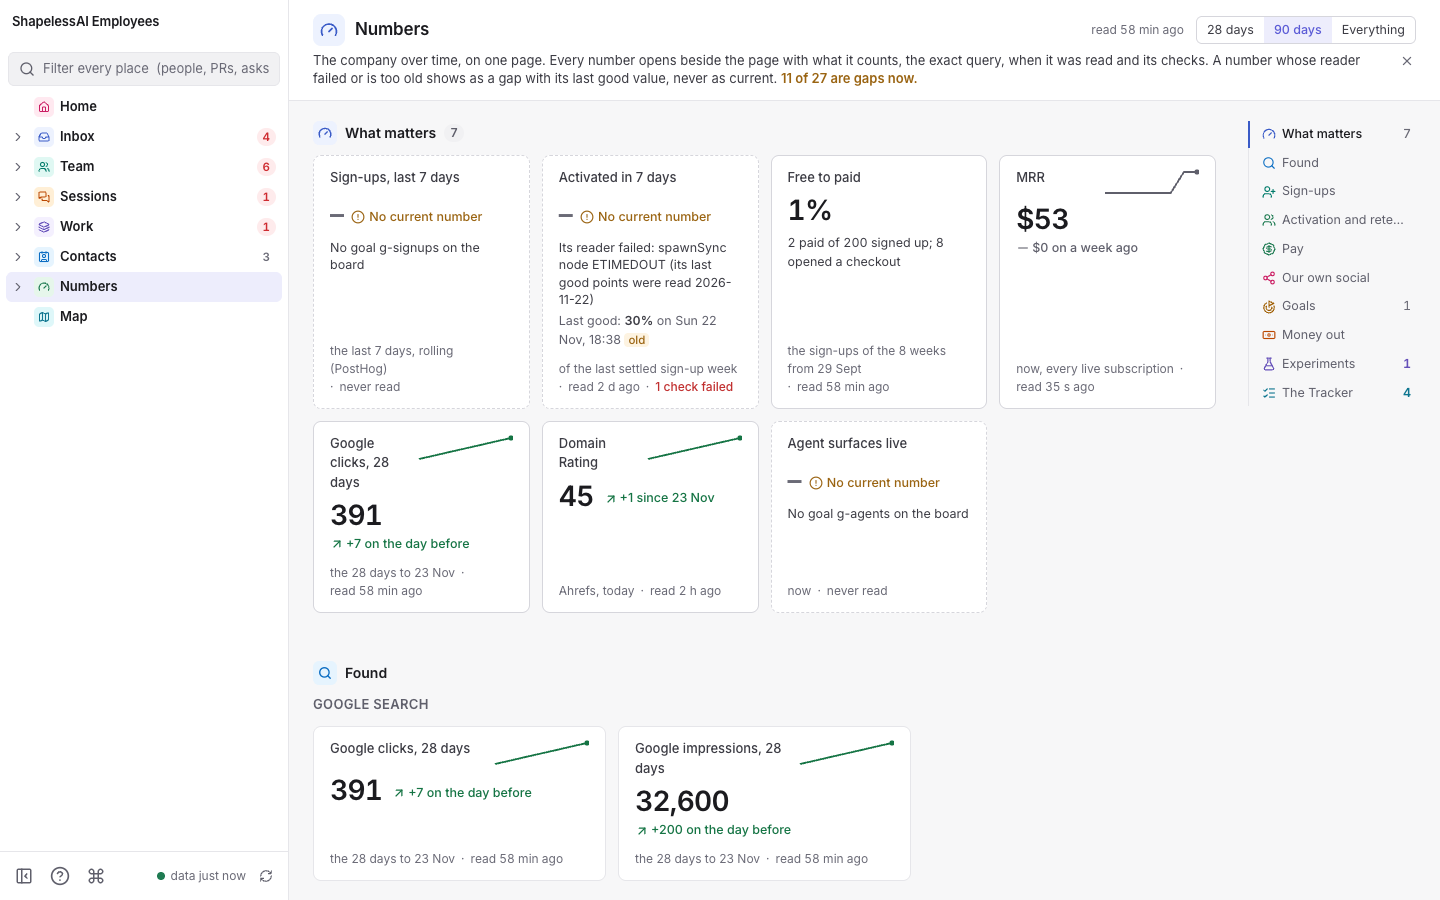 ShapelessAI Employees
Filter every place (people, PRs, asks
Home
Inbox 4
Team 6
Sessions 1
Work 1
Contacts 3
Numbers
Map
data just now
Numbers
read 58 min ago
28 days 90 days Everything
The company over time, on one page. Every number opens beside the page with what it counts, the exact query, when it was read and its checks. A number whose reader
failed or is too old shows as a gap with its last good value, never as current. 11 of 27 are gaps now.
What matters 7
Sign-ups, last 7 days
— No current number
No goal g-signups on the
board
the last 7 days, rolling
(PostHog)
· never read
Activated in 7 days
— No current number
Its reader failed: spawnSync
node ETIMEDOUT (its last
good points were read 2026-
11-22)
Last good: 30% on Sun 22
Nov, 18:38 old
of the last settled sign-up week
· read 2 d ago · 1 check failed
Free to paid
1%
2 paid of 200 signed up; 8
opened a checkout
the sign-ups of the 8 weeks
from 29 Sept
· read 58 min ago
MRR
$53
— $0 on a week ago
now, every live subscription ·
read 35 s ago
Google
clicks, 28
days
391
+7 on the day before
the 28 days to 23 Nov ·
read 58 min ago
Domain
Rating
45 +1 since 23 Nov
Ahrefs, today · read 2 h ago
Agent surfaces live
— No current number
No goal g-agents on the board
now · never read
Found
GOOGLE SEARCH
Google clicks, 28 days
391 +7 on the day before
the 28 days to 23 Nov · read 58 min ago
Google impressions, 28
days
32,600
+200 on the day before
the 28 days to 23 Nov · read 58 min ago
What matters 7
Found
Sign-ups
Activation and rete...
Pay
Our own social
Goals 1
Money out
Experiments 1
The Tracker 4